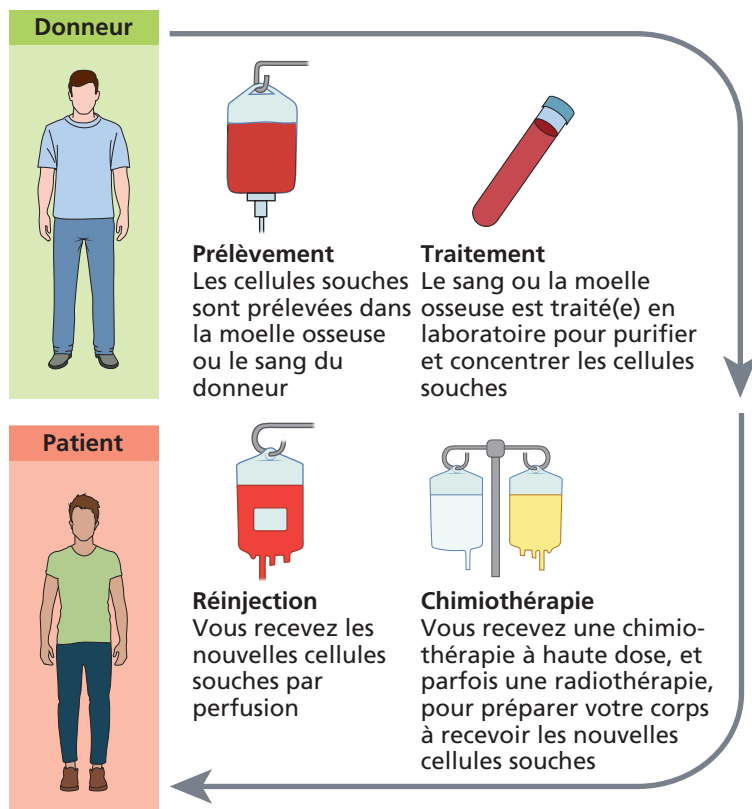 Donneur
Prélèvement
Les cellules souches
sont prélevées dans
la moelle osseuse
ou le sang du
donneur
Traitement
Le sang ou la moelle
osseuse est traité(e) en
laboratoire pour purifier
et concentrer les cellules
souches
Patient
Réinjection
Vous recevez les
nouvelles cellules
souches par
perfusion
Chimiothérapie
Vous recevez une chimio-
thérapie à haute dose, et
parfois une radiothérapie,
pour préparer votre corps
à recevoir les nouvelles
cellules souches